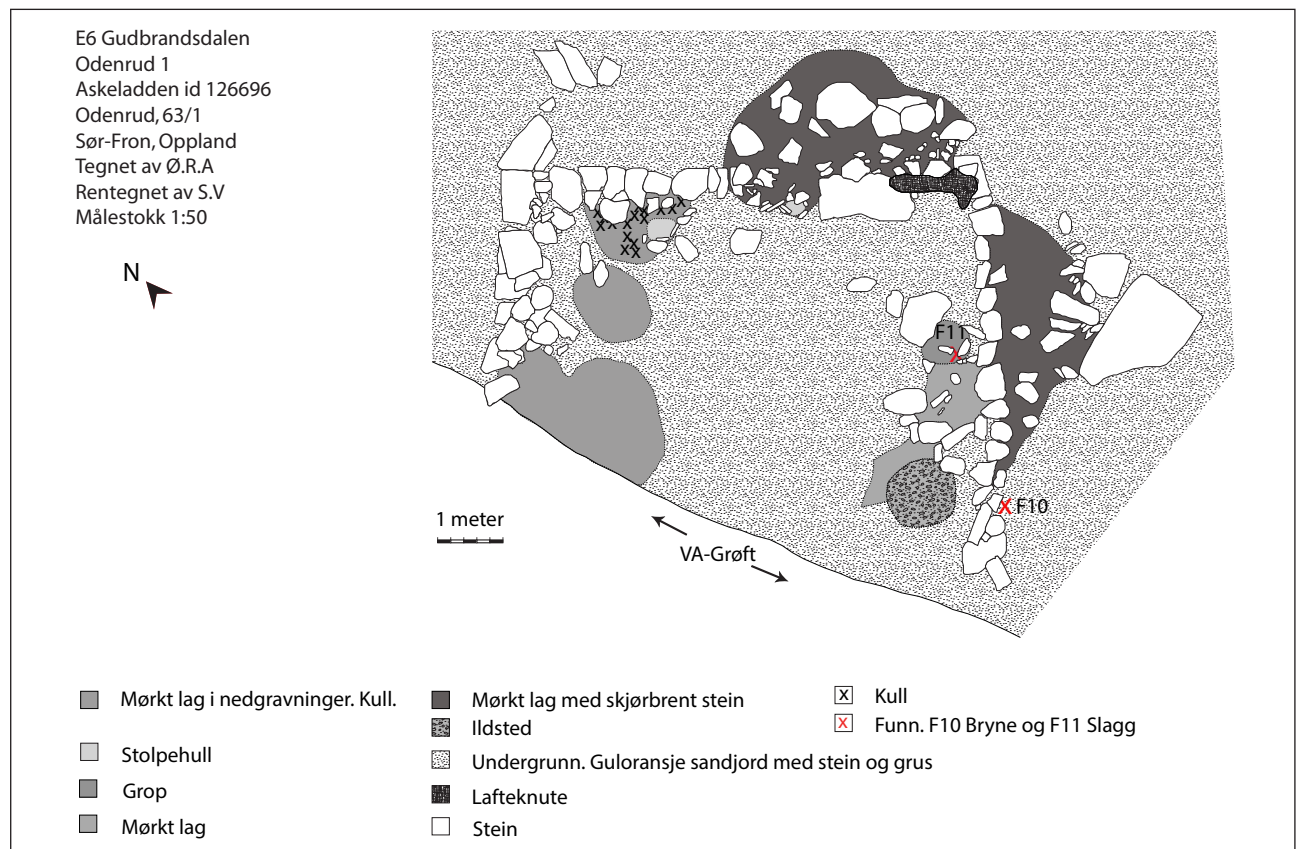 E6 Gudbrandsdalen
Odenrud 1
Askeladden id 126696
Odenrud, 63/1
Sør-Fron, Oppland
Tegnet av Ø.R.A
Rentegnet av S.V
Målestokk 1:50
N
F11
F10
1 meter
VA-Grøft
Mørkt lag i nedgravninger. Kull.
Stolpehull
Grop
Mørkt lag
Mørkt lag med skjørbrent stein
Ildsted
Undergrunn. Guloransje sandjord med stein og grus
Lafteknute
Stein
x Kull
x Funn. F10 Bryne og F11 Slagg